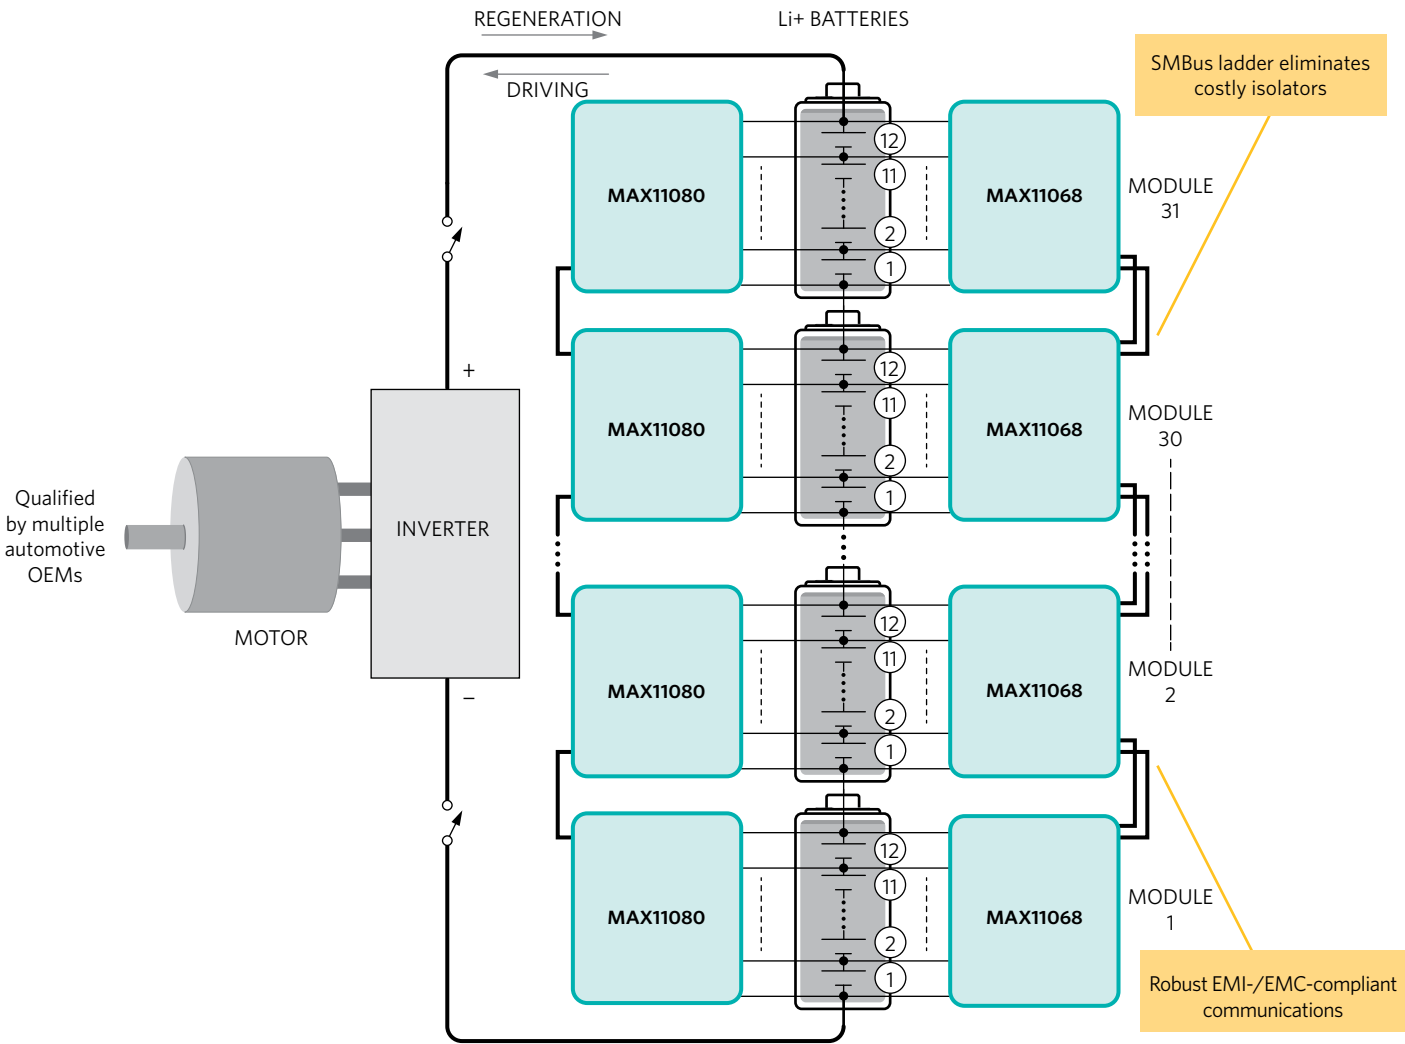 REGENERATION
DRIVING
Li+ BATTERIES
SMBus ladder eliminates
costly isolators
MAX11080
12
11
2
1
MAX11068
MODULE
31
MAX11080
12
11
2
1
MAX11068
MODULE
30
+
INVERTER
–
Qualified
by multiple
automotive
OEMs
MOTOR
MAX11080
12
11
2
1
MAX11068
MODULE
2
MAX11080
12
11
2
1
MAX11068
MODULE
1
Robust EMI-/EMC-compliant
communications